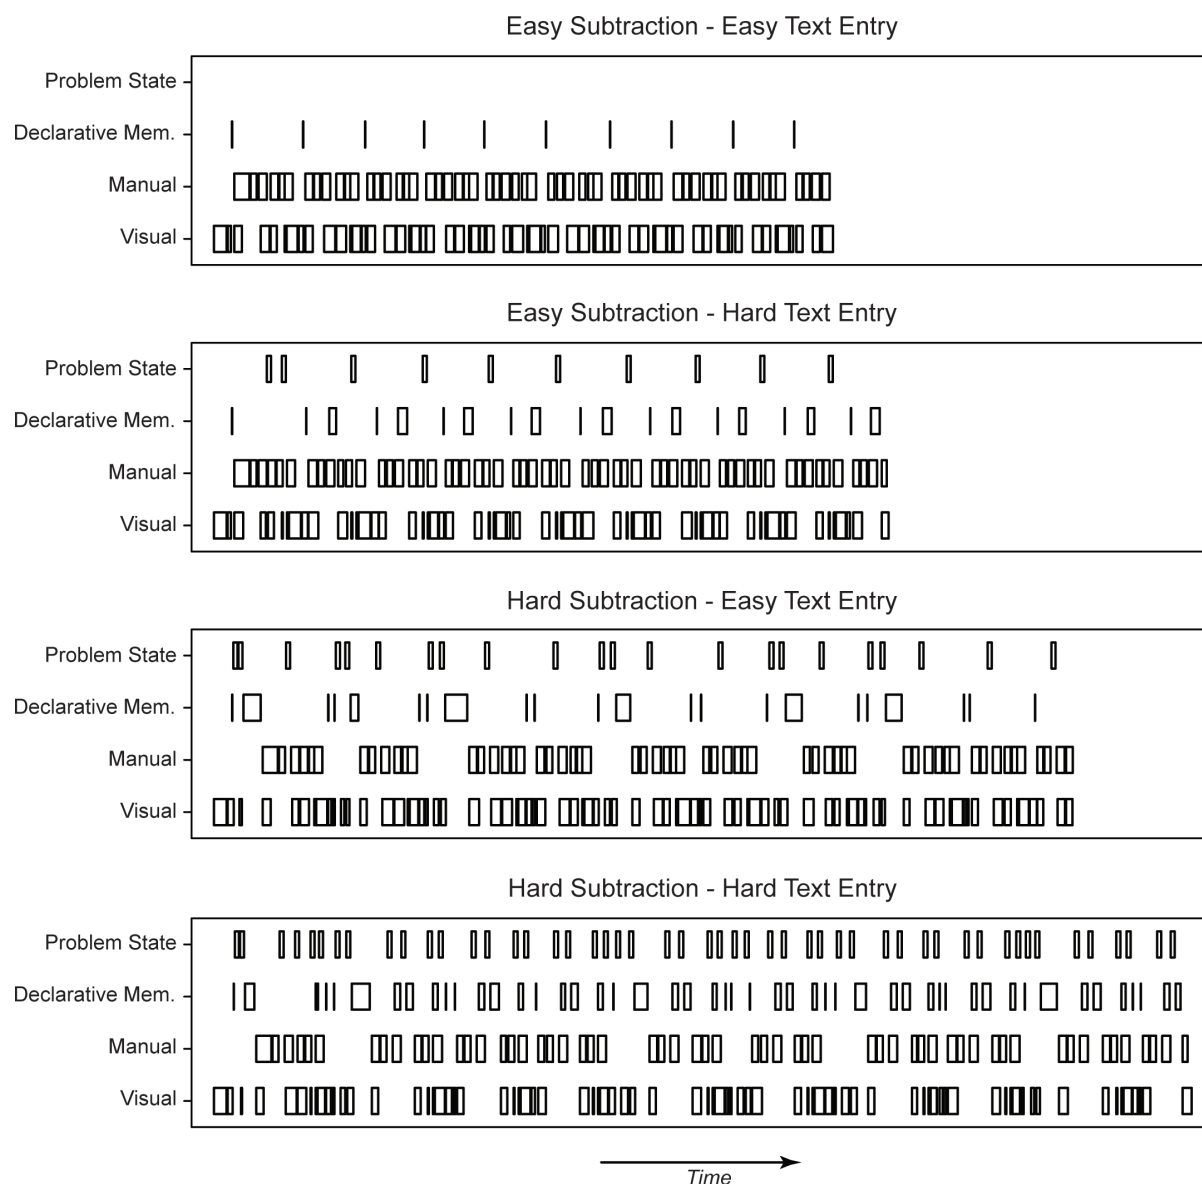 Easy Subtraction - Easy Text Entry
Problem State
Declarative Mem.
Manual
Visual
Easy Subtraction - Hard Text Entry
Problem State
Declarative Mem.
Manual
Visual
Hard Subtraction - Easy Text Entry
Problem State
Declarative Mem.
Manual
Visual
Hard Subtraction - Hard Text Entry
Problem State
Declarative Mem.
Manual
Visual
Time